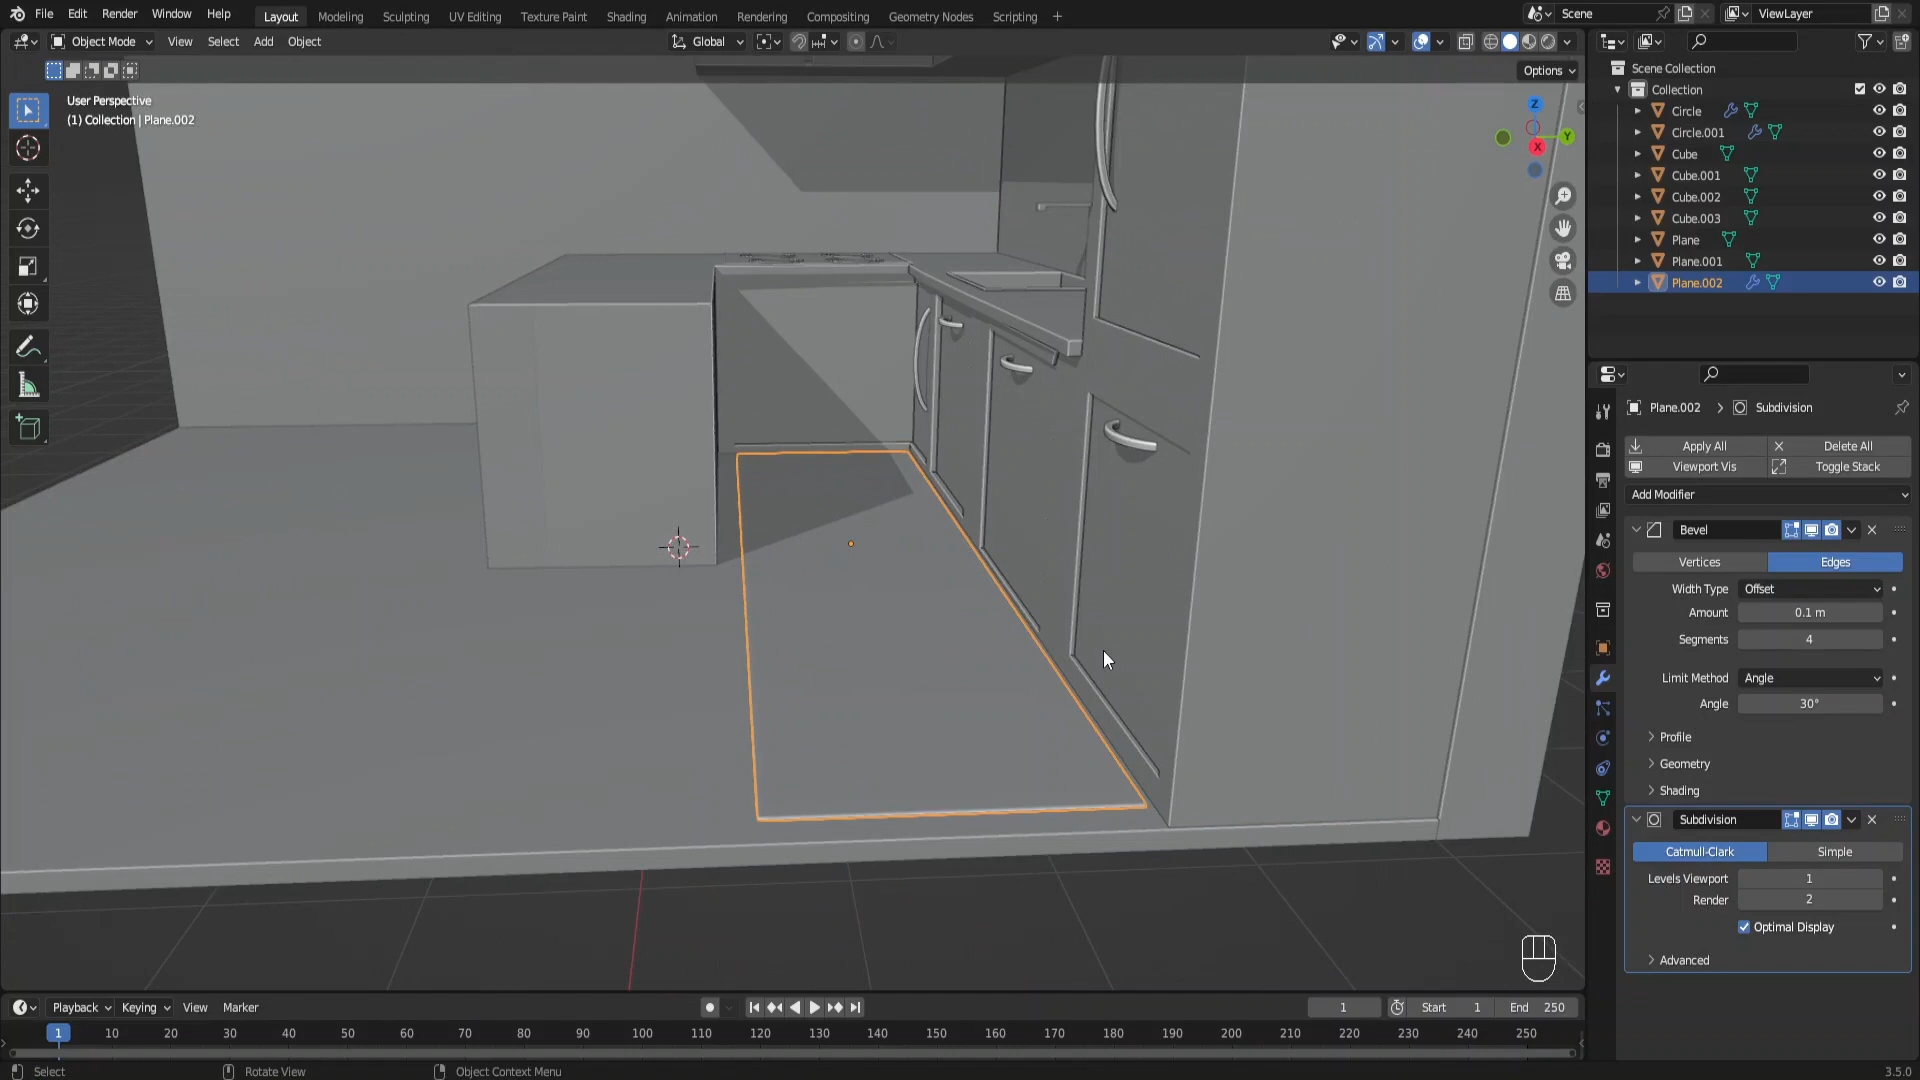 File Edit Render Window Help Layout Modeling Sculpting UV Editing Texture Paint Shading Animation Rendering Compositing Geometry Nodes Scripting + Scene ViewLayer
Object Mode View Select Add Object Global
Options
User Perspective
(1) Collection | Plane.002
Z
Y
X
Scene Collection
Collection
Circle
Circle.001
Cube
Cube.001
Cube.002
Cube.003
Plane
Plane.001
Plane.002
Plane.002 > Subdivision
Apply All Delete All
Viewport Vis Toggle Stack
Add Modifier
Bevel
Vertices Edges
Width Type Offset
Amount 0.1 m
Segments 4
Limit Method Angle
Angle 30°
Profile
Geometry
Shading
Subdivision
Catmull-Clark Simple
Levels Viewport 1
Render 2
Optimal Display
Advanced
Playback Keying View Marker 1 Start 1 End 250
1 10 20 30 40 50 60 70 80 90 100 110 120 130 140 150 160 170 180 190 200 210 220 230 240 250
Select Rotate View Object Context Menu 3.5.0